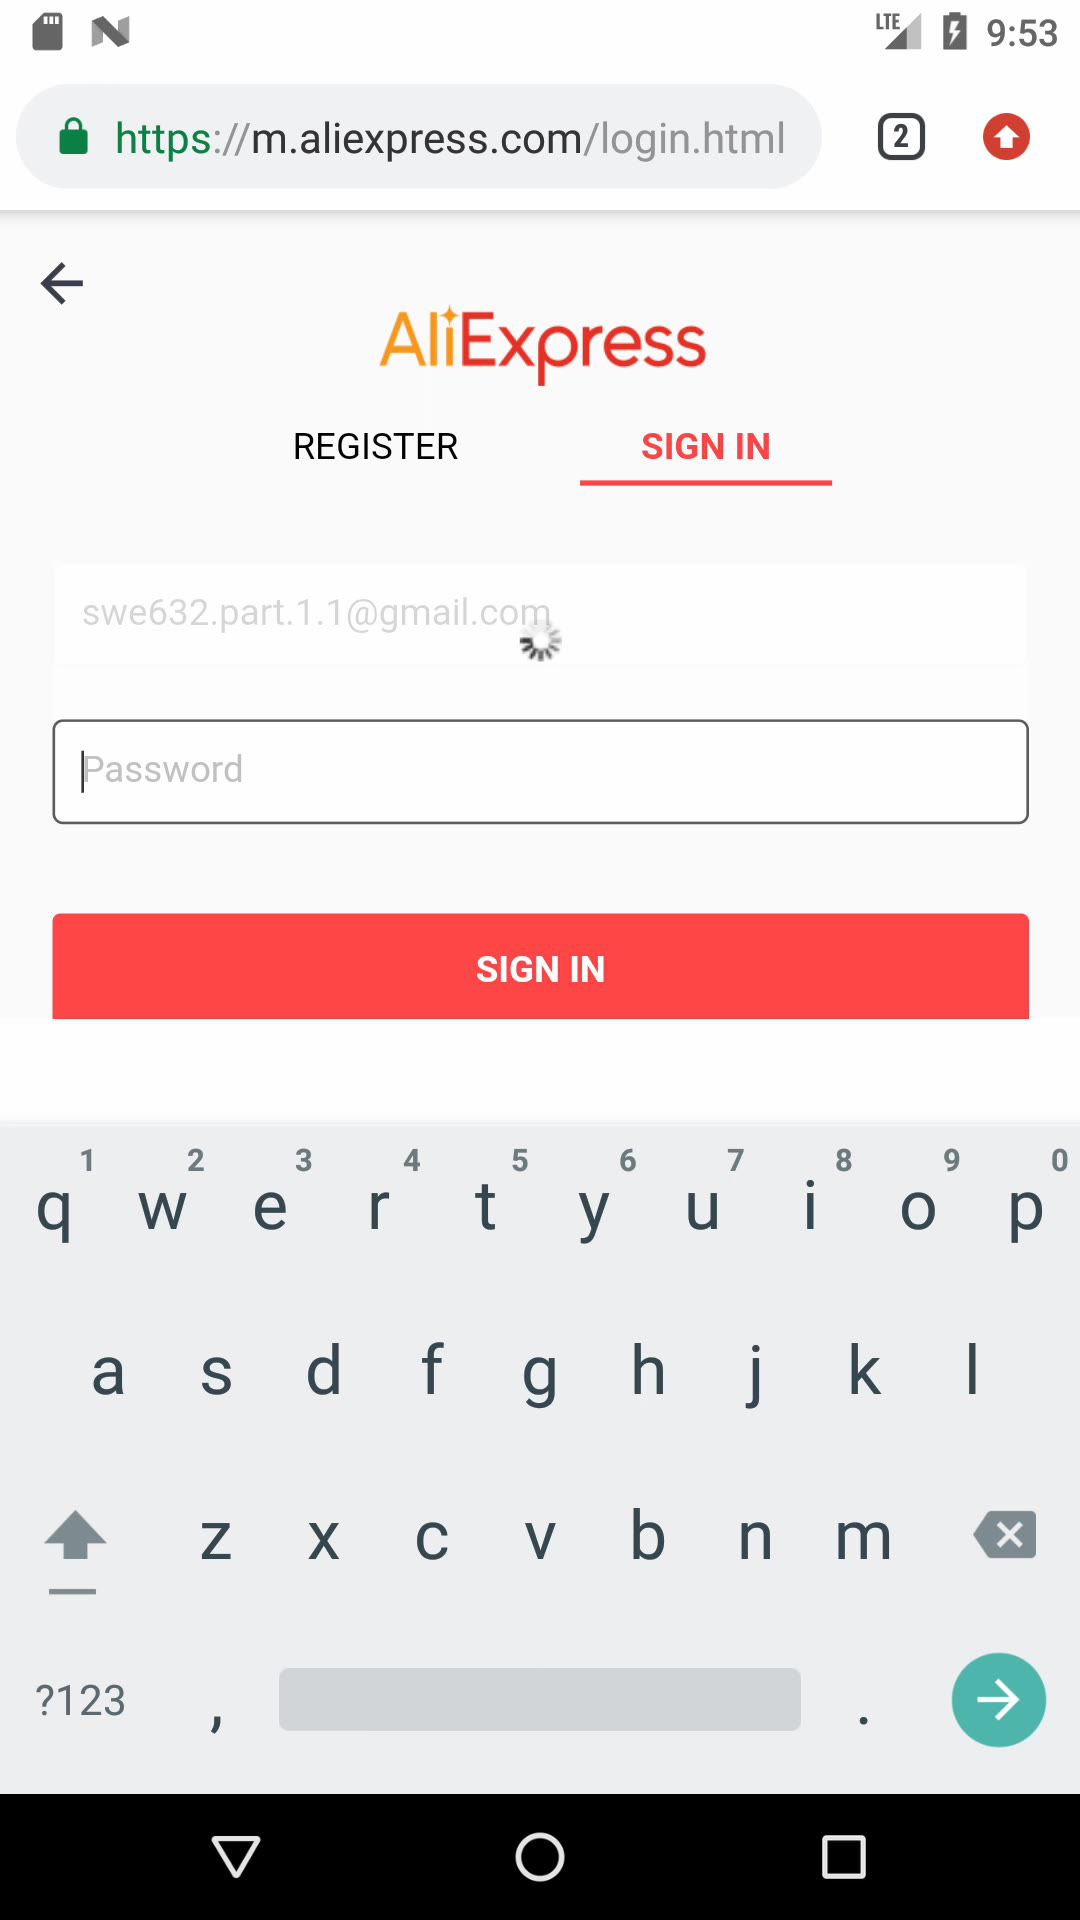 LTE 9:53
https://m.aliexpress.com/login.html 2
AliExpress
REGISTER SIGN IN
swe632.part.1.1@gmail.com
Password
SIGN IN
1 2 3 4 5 6 7 8 9 0
q w e r t y u i o p
a s d f g h j k l
z x c v b n m
?123 , .